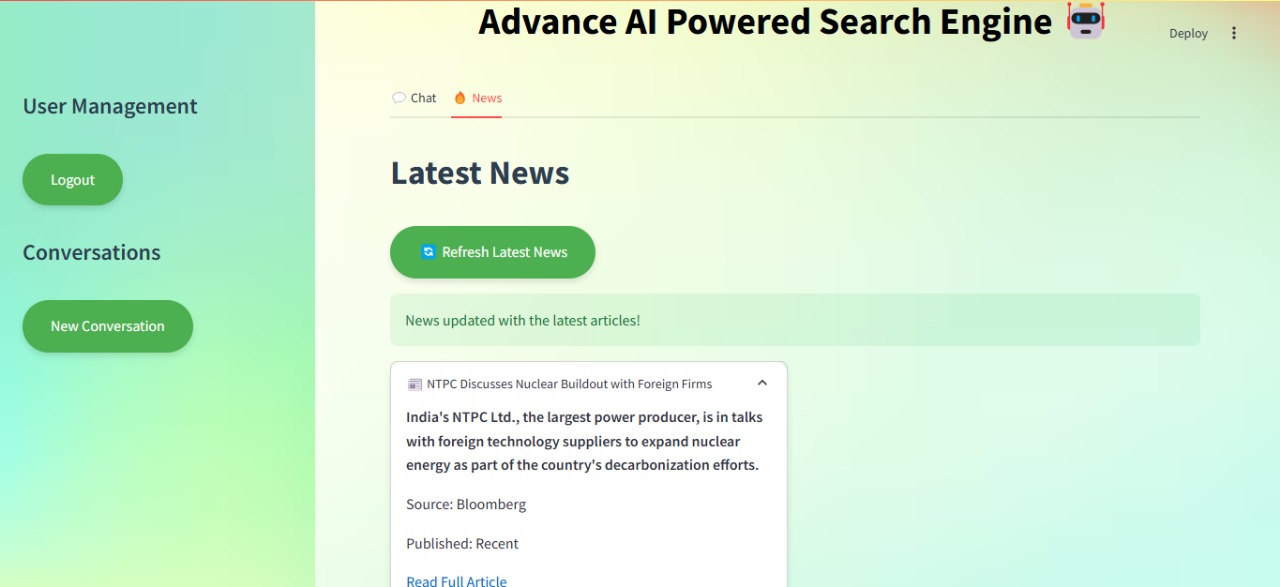 Advance AI Powered Search Engine
Deploy
User Management
Logout
Conversations
New Conversation
Chat
News
Latest News
Refresh Latest News
News updated with the latest articles!
NTPC Discusses Nuclear Buildout with Foreign Firms
India's NTPC Ltd., the largest power producer, is in talks
with foreign technology suppliers to expand nuclear
energy as part of the country's decarbonization efforts.
Source: Bloomberg
Published: Recent
Read Full Article